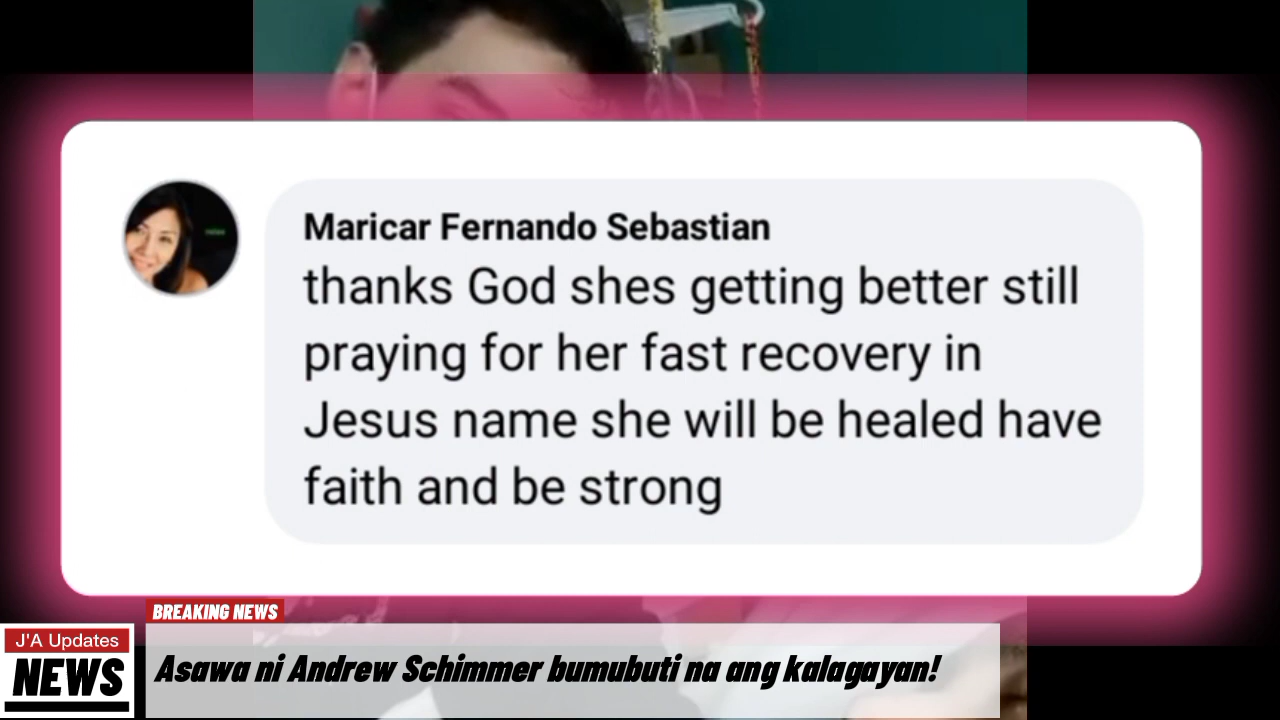 Maricar Fernando Sebastian
thanks God shes getting better still
praying for her fast recovery in
Jesus name she will be healed have
faith and be strong
BREAKING NEWS
J'A Updates
NEWS
Asawa ni Andrew Schimmer bumubuti na ang kalagayan!